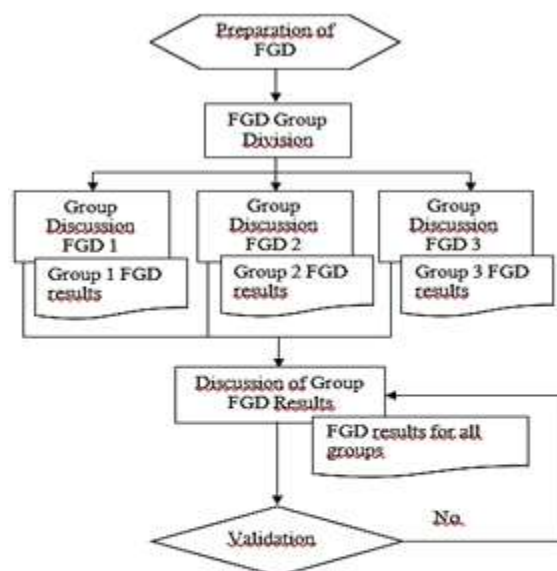 Preparation of
FGD
FGD Group
Division
Group
Discussion
FGD 1
Group
Discussion
FGD 2
Group
Discussion
FGD 3
Group 1 FGD
results
Group 2 FGD
results
Group 3 FGD
results
Discussion of Group
FGD Results
FGD results for all
groups
Validation
No